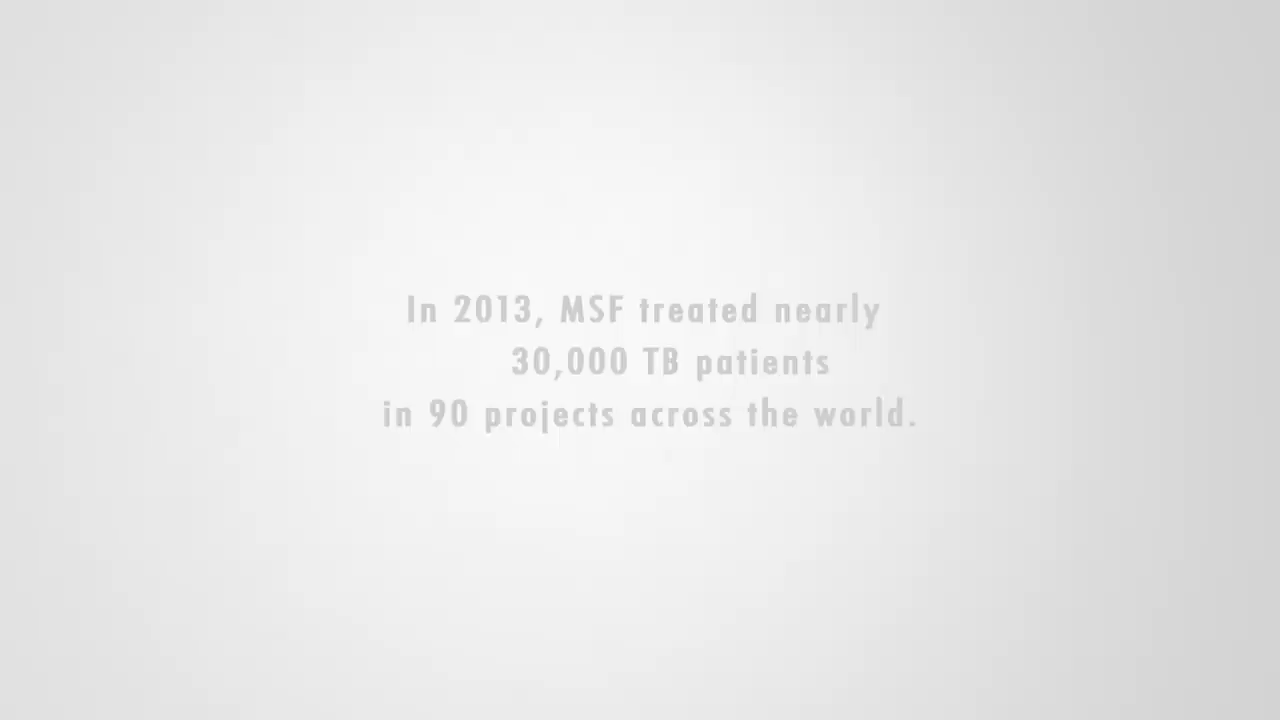 In 2013, MSF treated nearly
30,000 TB patients
in 90 projects across the world.